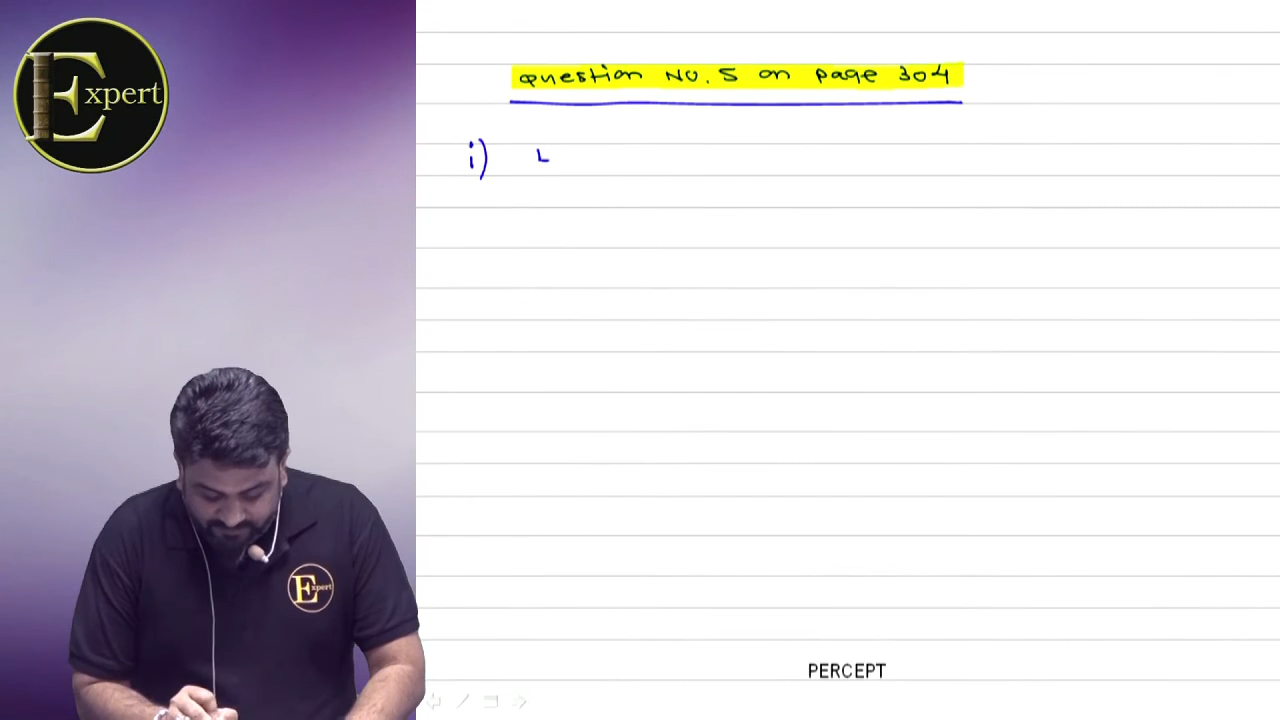 Expert
question No. 5 on page 304
i)
Expert
PERCEPT